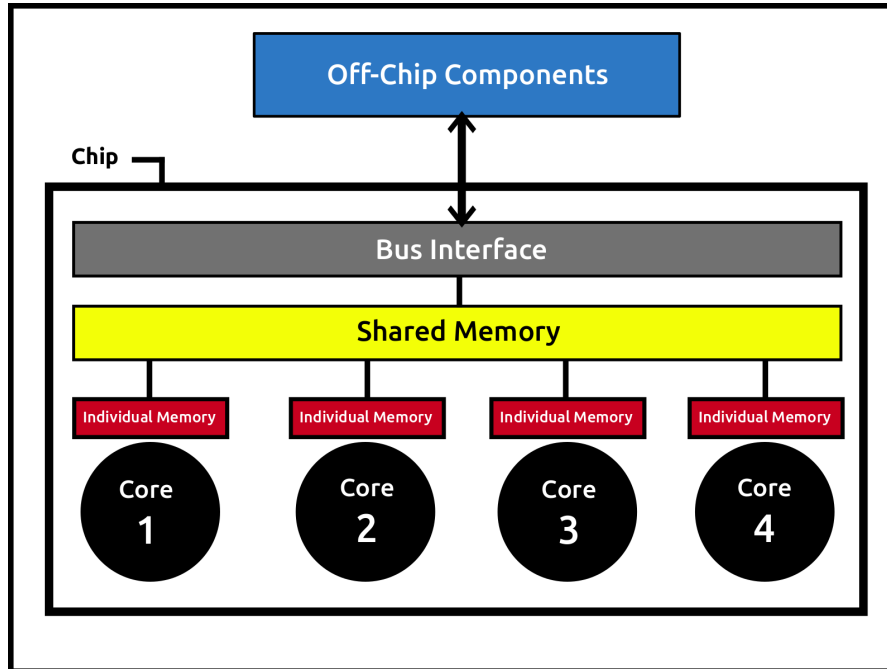 Off-Chip Components
Chip
Bus Interface
Shared Memory
Individual Memory
Individual Memory
Individual Memory
Individual Memory
Core
1
Core
2
Core
3
Core
4